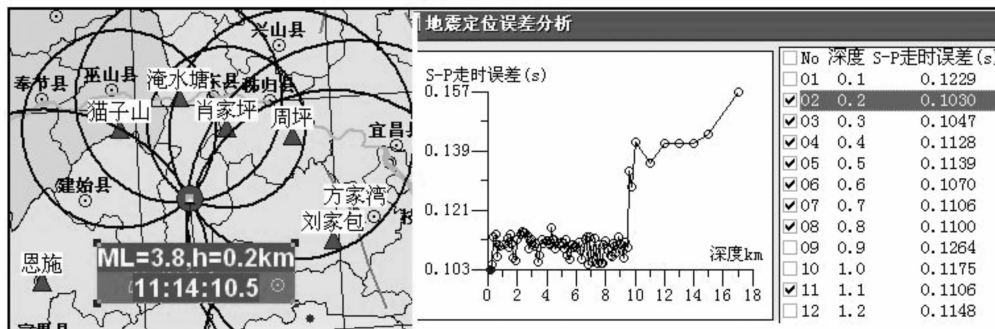 兴山县
奉节县
巫山县
淹水塘
东县
秭归县
猫子山
肖家坪
周坪
宜昌
建始县
方家湾
刘家包
恩施
ML=3.8,h=0.2km
11:14:10.5
地震定位误差分析
S-P走时误差(s)
0.157
0.139
0.121
0.103
深度km
0 2 4 6 8 10 12 14 16 18
No 深度 S-P走时误差(s
01 0.1 0.1229
02 0.2 0.1030
03 0.3 0.1047
04 0.4 0.1128
05 0.5 0.1139
06 0.6 0.1070
07 0.7 0.1106
08 0.8 0.1100
09 0.9 0.1264
10 1.0 0.1175
11 1.1 0.1106
12 1.2 0.1148